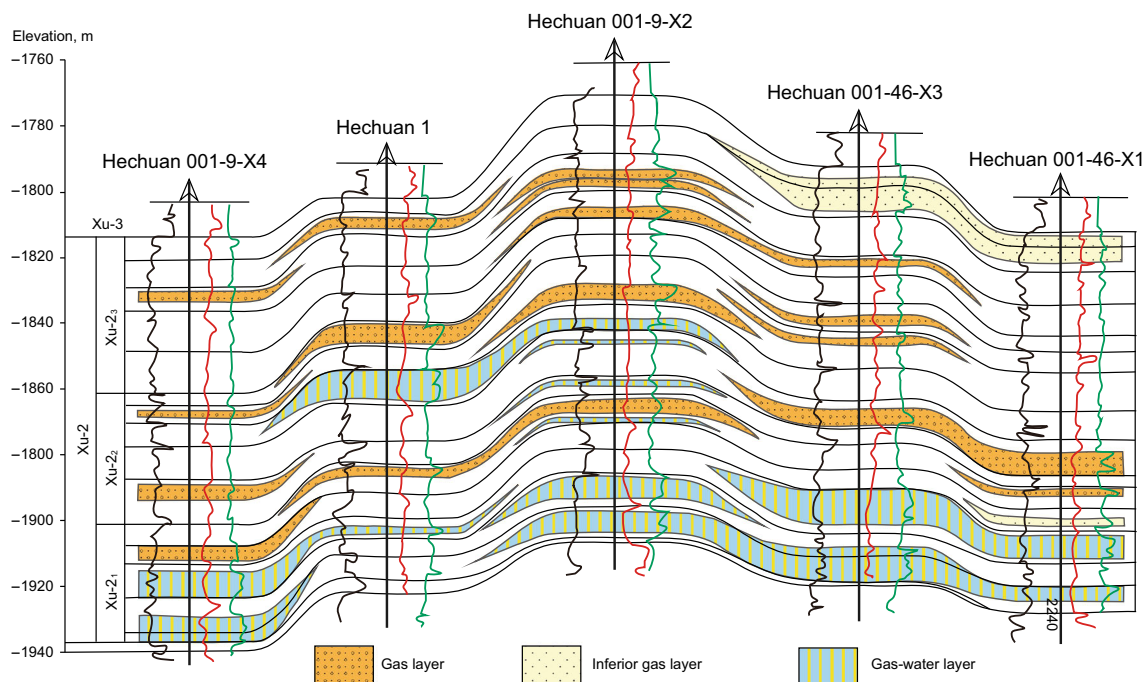 Hechuan 001-9-X2
Elevation, m
−1760
Hechuan 001-46-X3
−1780
Hechuan 1
Hechuan 001-9-X4
Hechuan 001-46-X1
−1800
Xu-3
−1820
Xu-2₃
−1840
−1860
Xu-2
−1880
Xu-2₂
−1900
Xu-2₁
−1920
2240
−1940
Gas layer
Inferior gas layer
Gas-water layer